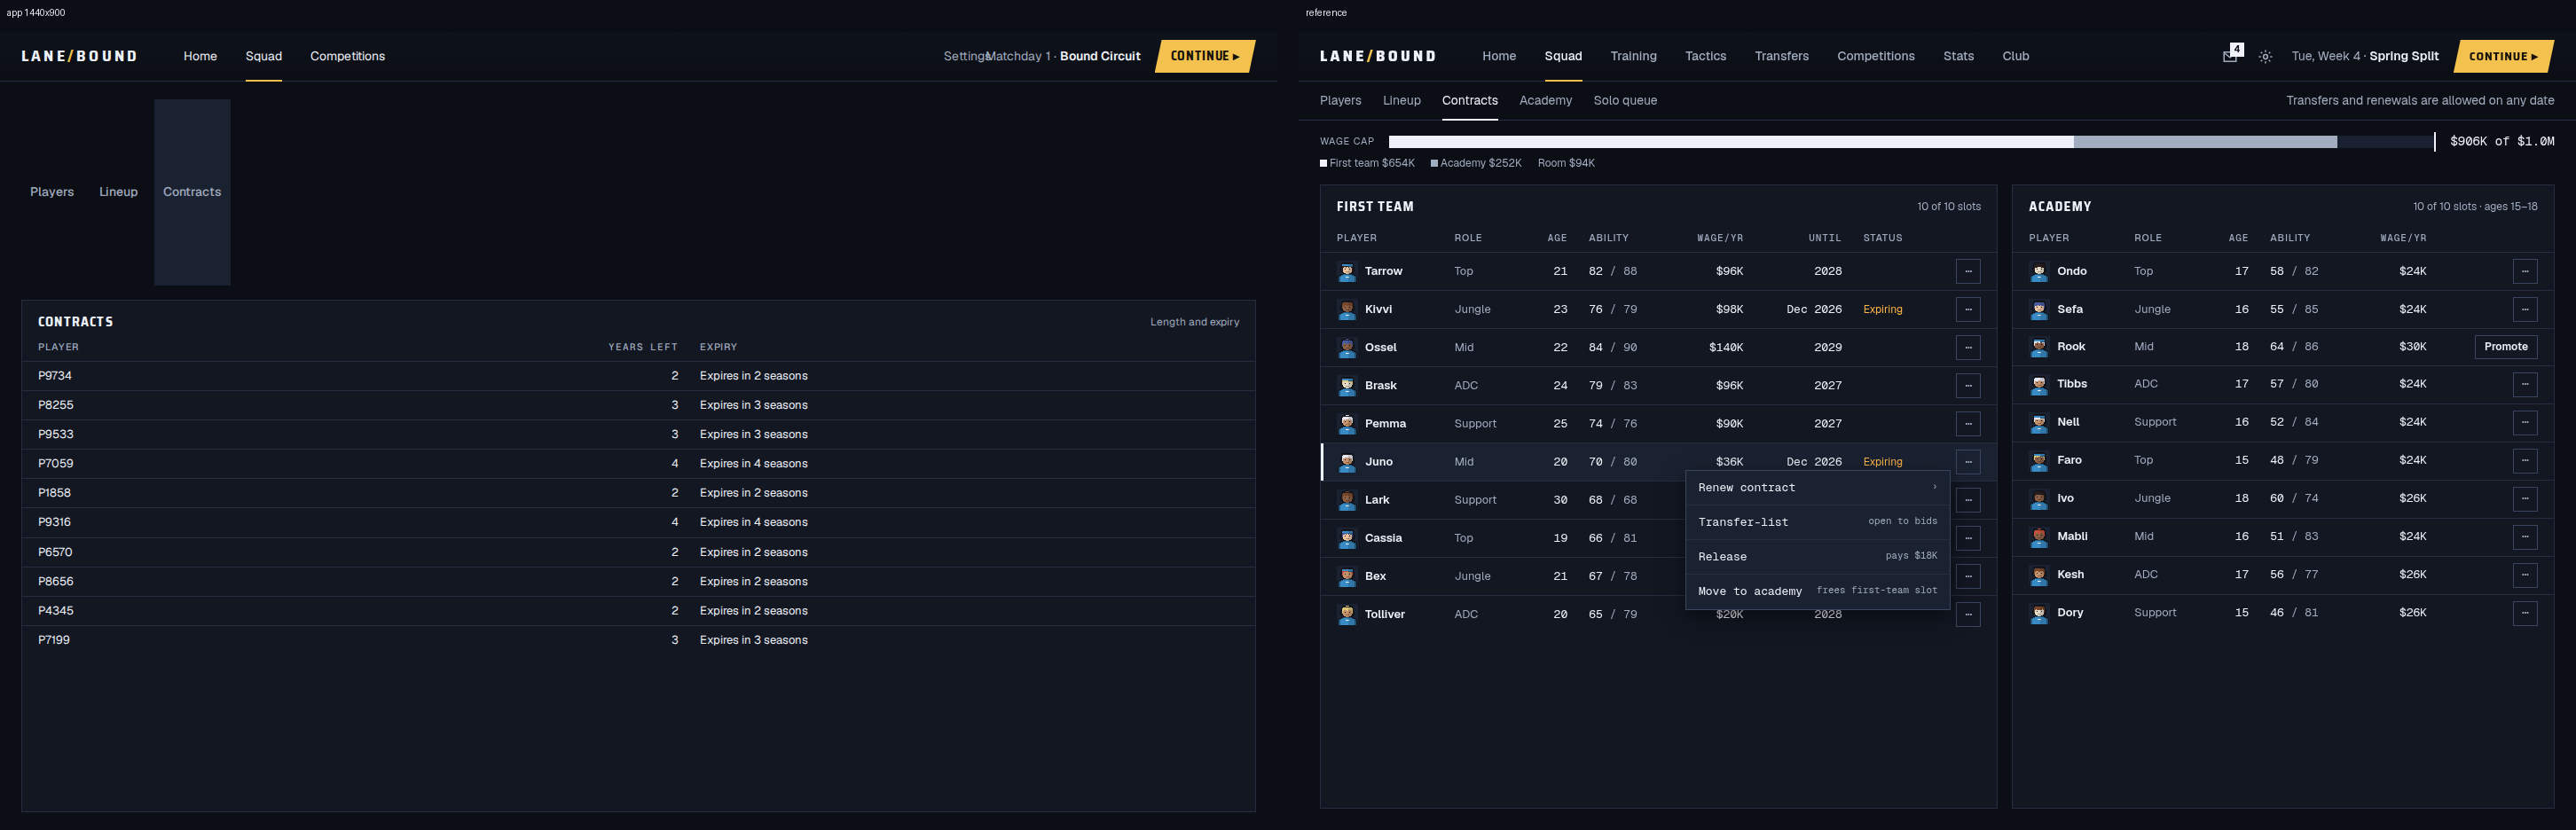 app 1440x900
LANE/BOUND Home Squad Competitions Settings Matchday 1 · Bound Circuit CONTINUE ▸
Players Lineup Contracts
CONTRACTS Length and expiry
PLAYER YEARS LEFT EXPIRY
P9734 2 Expires in 2 seasons
P8255 3 Expires in 3 seasons
P9533 3 Expires in 3 seasons
P7059 4 Expires in 4 seasons
P1858 2 Expires in 2 seasons
P9316 4 Expires in 4 seasons
P6570 2 Expires in 2 seasons
P8656 2 Expires in 2 seasons
P4345 2 Expires in 2 seasons
P7199 3 Expires in 3 seasons
reference
LANE/BOUND Home Squad Training Tactics Transfers Competitions Stats Club 4 Tue, Week 4 · Spring Split CONTINUE ▸
Players Lineup Contracts Academy Solo queue Transfers and renewals are allowed on any date
WAGE CAP $906K of $1.0M
First team $654K Academy $252K Room $94K
FIRST TEAM 10 of 10 slots
PLAYER ROLE AGE ABILITY WAGE/YR UNTIL STATUS
Tarrow Top 21 82 / 88 $96K 2028 …
Kivvi Jungle 23 76 / 79 $98K Dec 2026 Expiring …
Ossel Mid 22 84 / 90 $140K 2029 …
Brask ADC 24 79 / 83 $96K 2027 …
Pemma Support 25 74 / 76 $90K 2027 …
Juno Mid 20 70 / 80 $36K Dec 2026 Expiring …
Lark Support 30 68 / 68 …
Cassia Top 19 66 / 81 …
Bex Jungle 21 67 / 78 …
Tolliver ADC 20 65 / 79 $20K 2028 …
Renew contract ›
Transfer-list open to bids
Release pays $18K
Move to academy frees first-team slot
ACADEMY 10 of 10 slots · ages 15–18
PLAYER ROLE AGE ABILITY WAGE/YR
Ondo Top 17 58 / 82 $24K …
Sefa Jungle 16 55 / 85 $24K …
Rook Mid 18 64 / 86 $30K Promote
Tibbs ADC 17 57 / 80 $24K …
Nell Support 16 52 / 84 $24K …
Faro Top 15 48 / 79 $24K …
Ivo Jungle 18 60 / 74 $26K …
Mabli Mid 16 51 / 83 $24K …
Kesh ADC 17 56 / 77 $26K …
Dory Support 15 46 / 81 $26K …